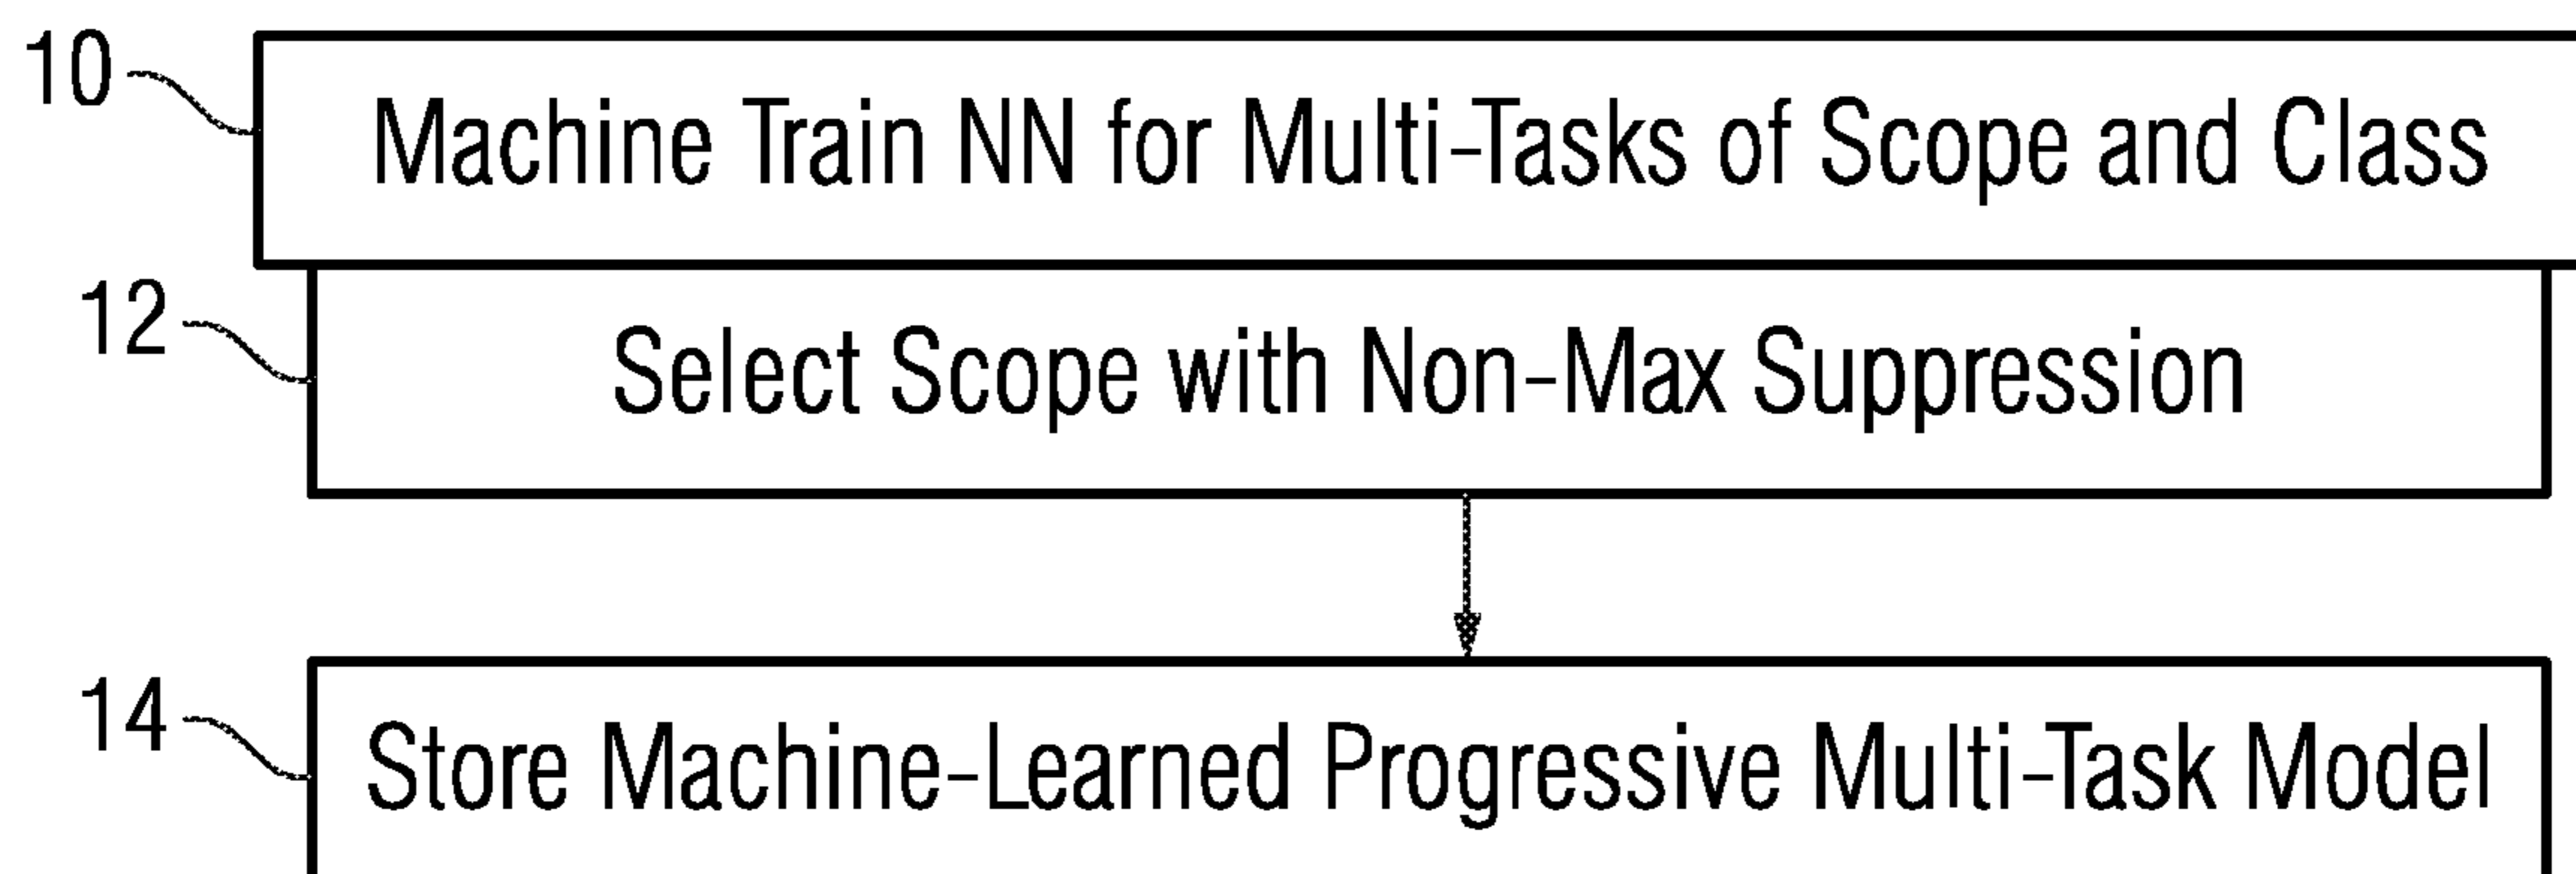 10
Machine Train NN for Multi-Tasks of Scope and Class
12
Select Scope with Non-Max Suppression
14
Store Machine-Learned Progressive Multi-Task Model